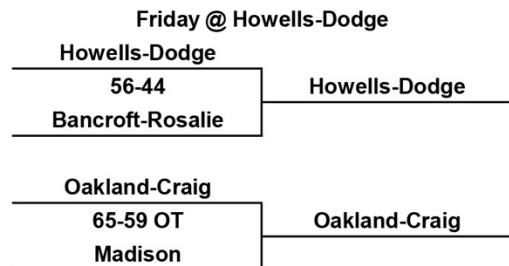 Friday @ Howells-Dodge
Howells-Dodge
56-44
Howells-Dodge
Bancroft-Rosalie
Oakland-Craig
65-59 OT
Oakland-Craig
Madison